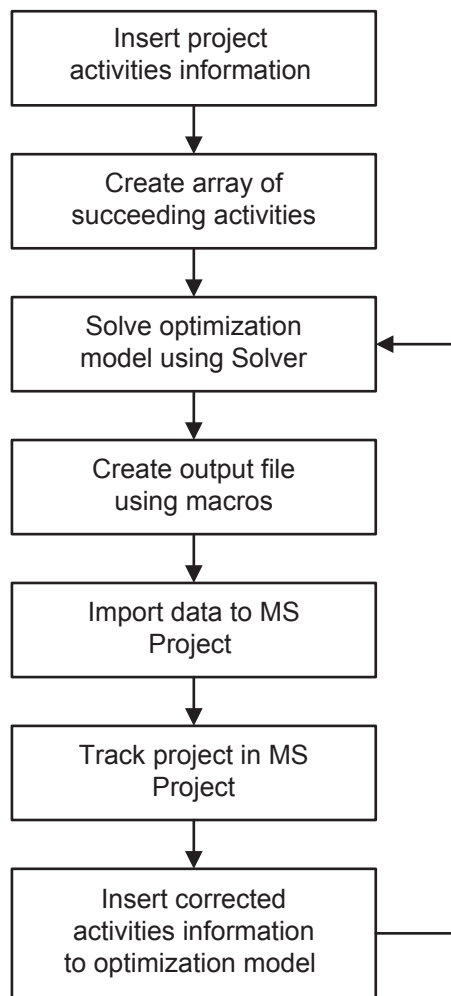 Insert project
activities information
Create array of
succeeding activities
Solve optimization
model using Solver
Create output file
using macros
Import data to MS
Project
Track project in MS
Project
Insert corrected
activities information
to optimization model